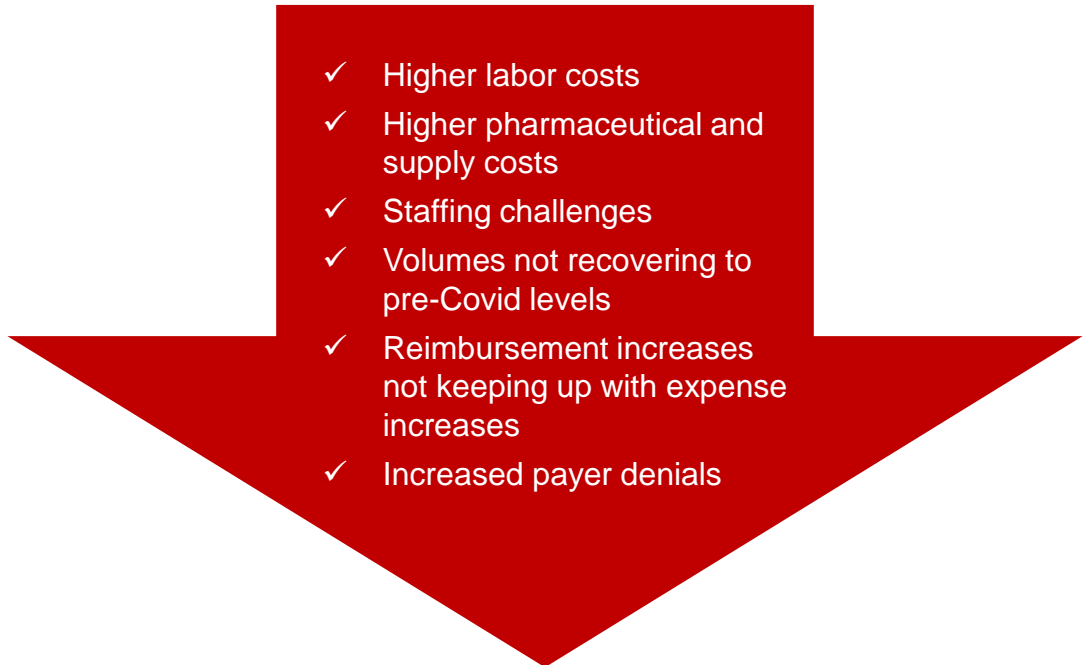 ✓ Higher labor costs
✓ Higher pharmaceutical and
supply costs
✓ Staffing challenges
✓ Volumes not recovering to
pre-Covid levels
✓ Reimbursement increases
not keeping up with expense
increases
✓ Increased payer denials